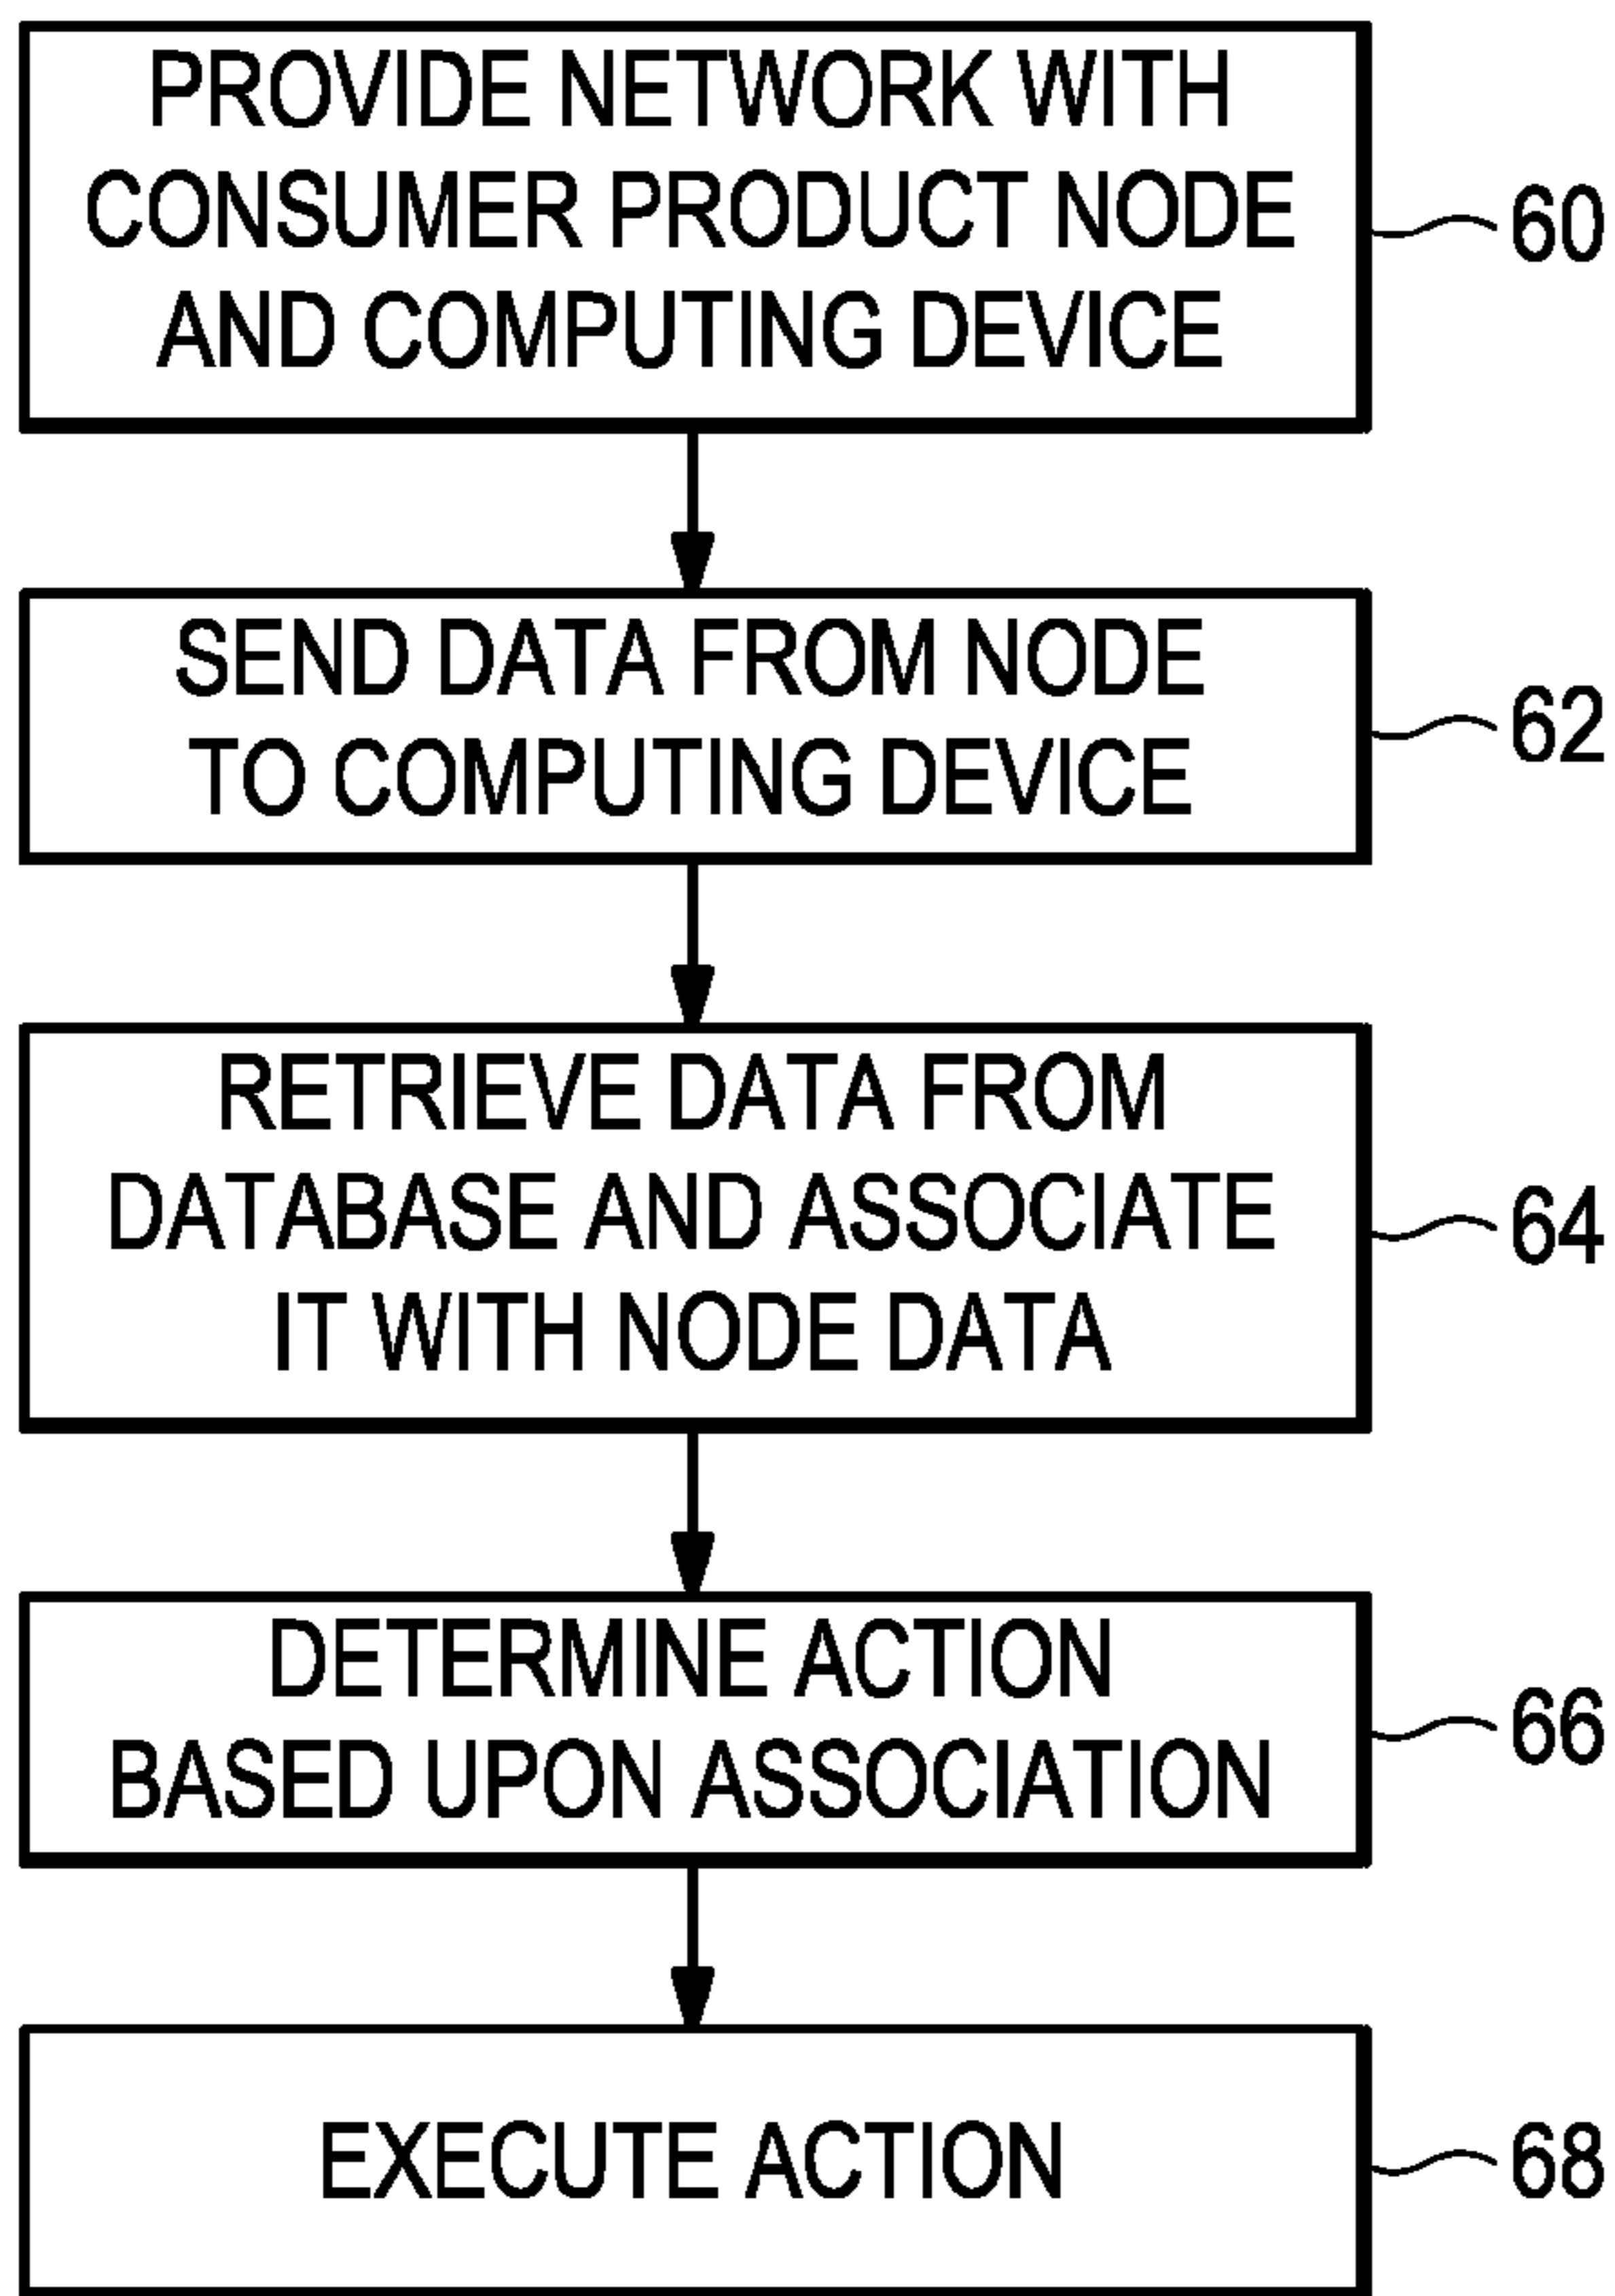 PROVIDE NETWORK WITH
CONSUMER PRODUCT NODE
AND COMPUTING DEVICE
60
SEND DATA FROM NODE
TO COMPUTING DEVICE
62
RETRIEVE DATA FROM
DATABASE AND ASSOCIATE
IT WITH NODE DATA
64
DETERMINE ACTION
BASED UPON ASSOCIATION
66
EXECUTE ACTION
68